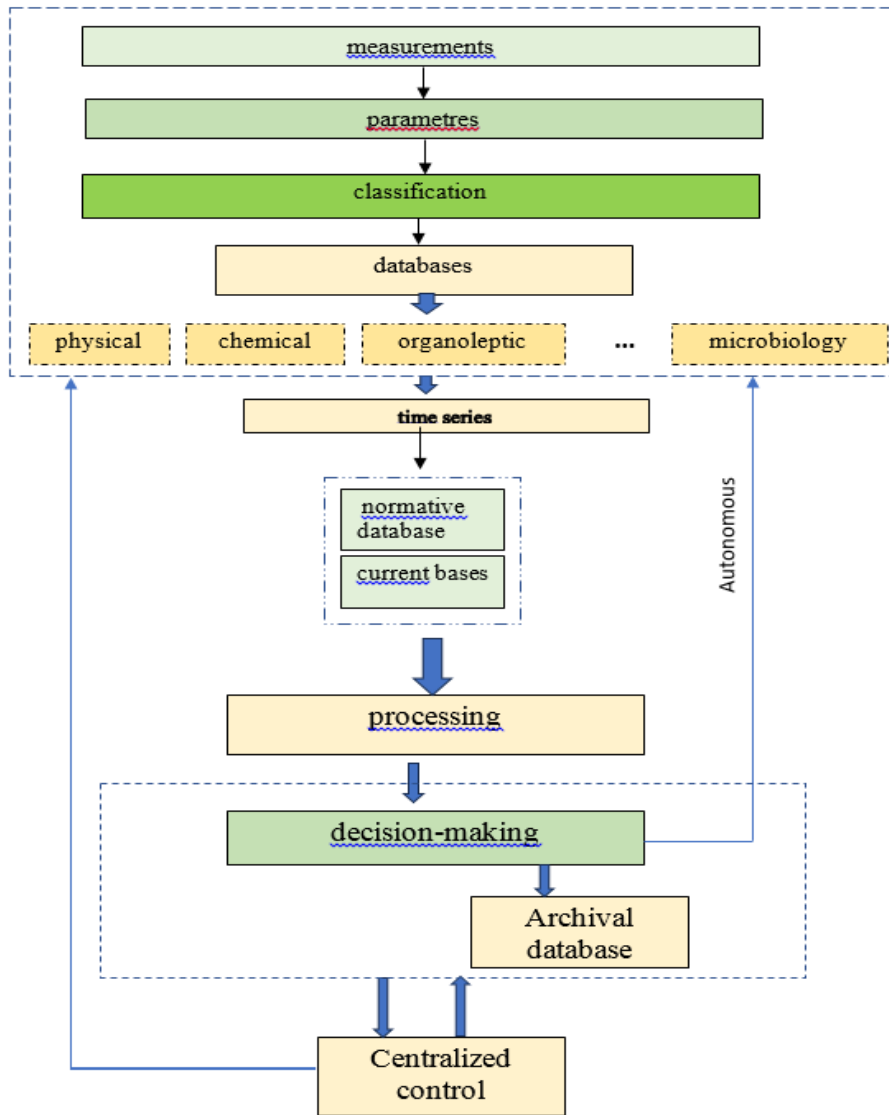 measurements
parametres
classification
databases
physical
chemical
organoleptic
...
microbiology
time series
normative
database
current bases
Autonomous
processing
decision-making
Archival
database
Centralized
control